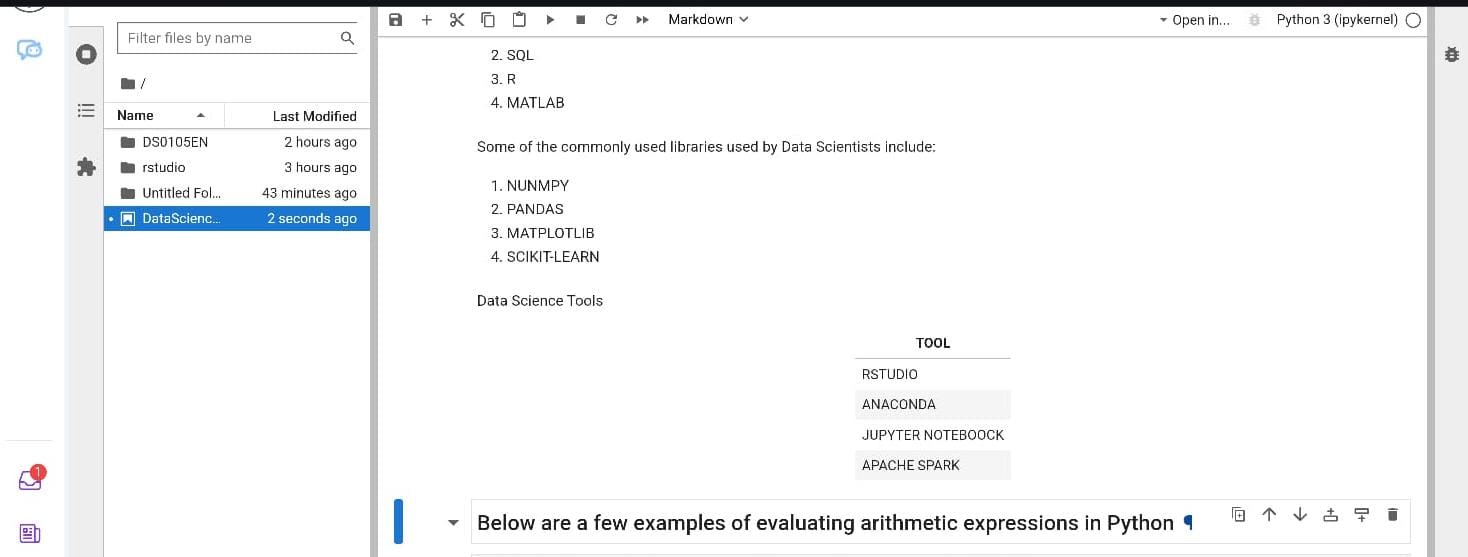 Markdown
Open in...
Python 3 (ipykernel)
Filter files by name
/
Name Last Modified
DS0105EN 2 hours ago
rstudio 3 hours ago
Untitled Fol... 43 minutes ago
DataScienc... 2 seconds ago
1
2. SQL
3. R
4. MATLAB
Some of the commonly used libraries used by Data Scientists include:
1. NUNMPY
2. PANDAS
3. MATPLOTLIB
4. SCIKIT-LEARN
Data Science Tools
TOOL
RSTUDIO
ANACONDA
JUPYTER NOTEBOOCK
APACHE SPARK
Below are a few examples of evaluating arithmetic expressions in Python ¶